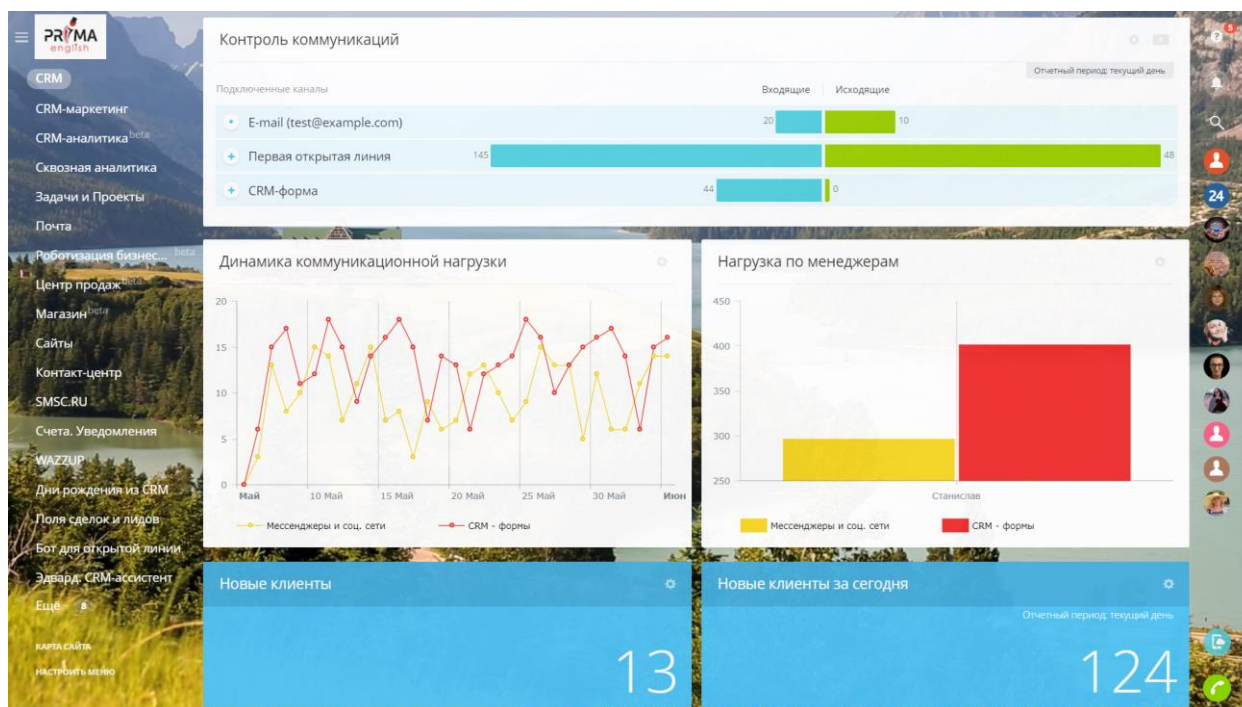 PRIMA
english
CRM
CRM-маркетинг
CRM-аналитика beta
Сквозная аналитика
Задачи и Проекты
Почта
Роботизация бизнес... beta
Центр продаж beta
Магазин beta
Сайты
Контакт-центр
SMSC.RU
Счета. Уведомления
WAZZUP
Дни рождения из CRM
Поля сделок и лидов
Бот для открытой линии
Эдвард. CRM-ассистент
Ещё 8
КАРТА САЙТА
НАСТРОИТЬ МЕНЮ
Контроль коммуникаций
Отчетный период: текущий день
Подключенные каналы Входящие Исходящие
E-mail (test@example.com) 20 10
Первая открытая линия 145 48
CRM-форма 44 0
Динамика коммуникационной нагрузки
20
15
10
5
0
Май 10 Май 15 Май 20 Май 25 Май 30 Май Июн
Мессенджеры и соц. сети CRM - формы
Нагрузка по менеджерам
450
400
350
300
250
Станислав
Мессенджеры и соц. сети CRM - формы
Новые клиенты
13
Новые клиенты за сегодня
Отчетный период: текущий день
124
? 5
24